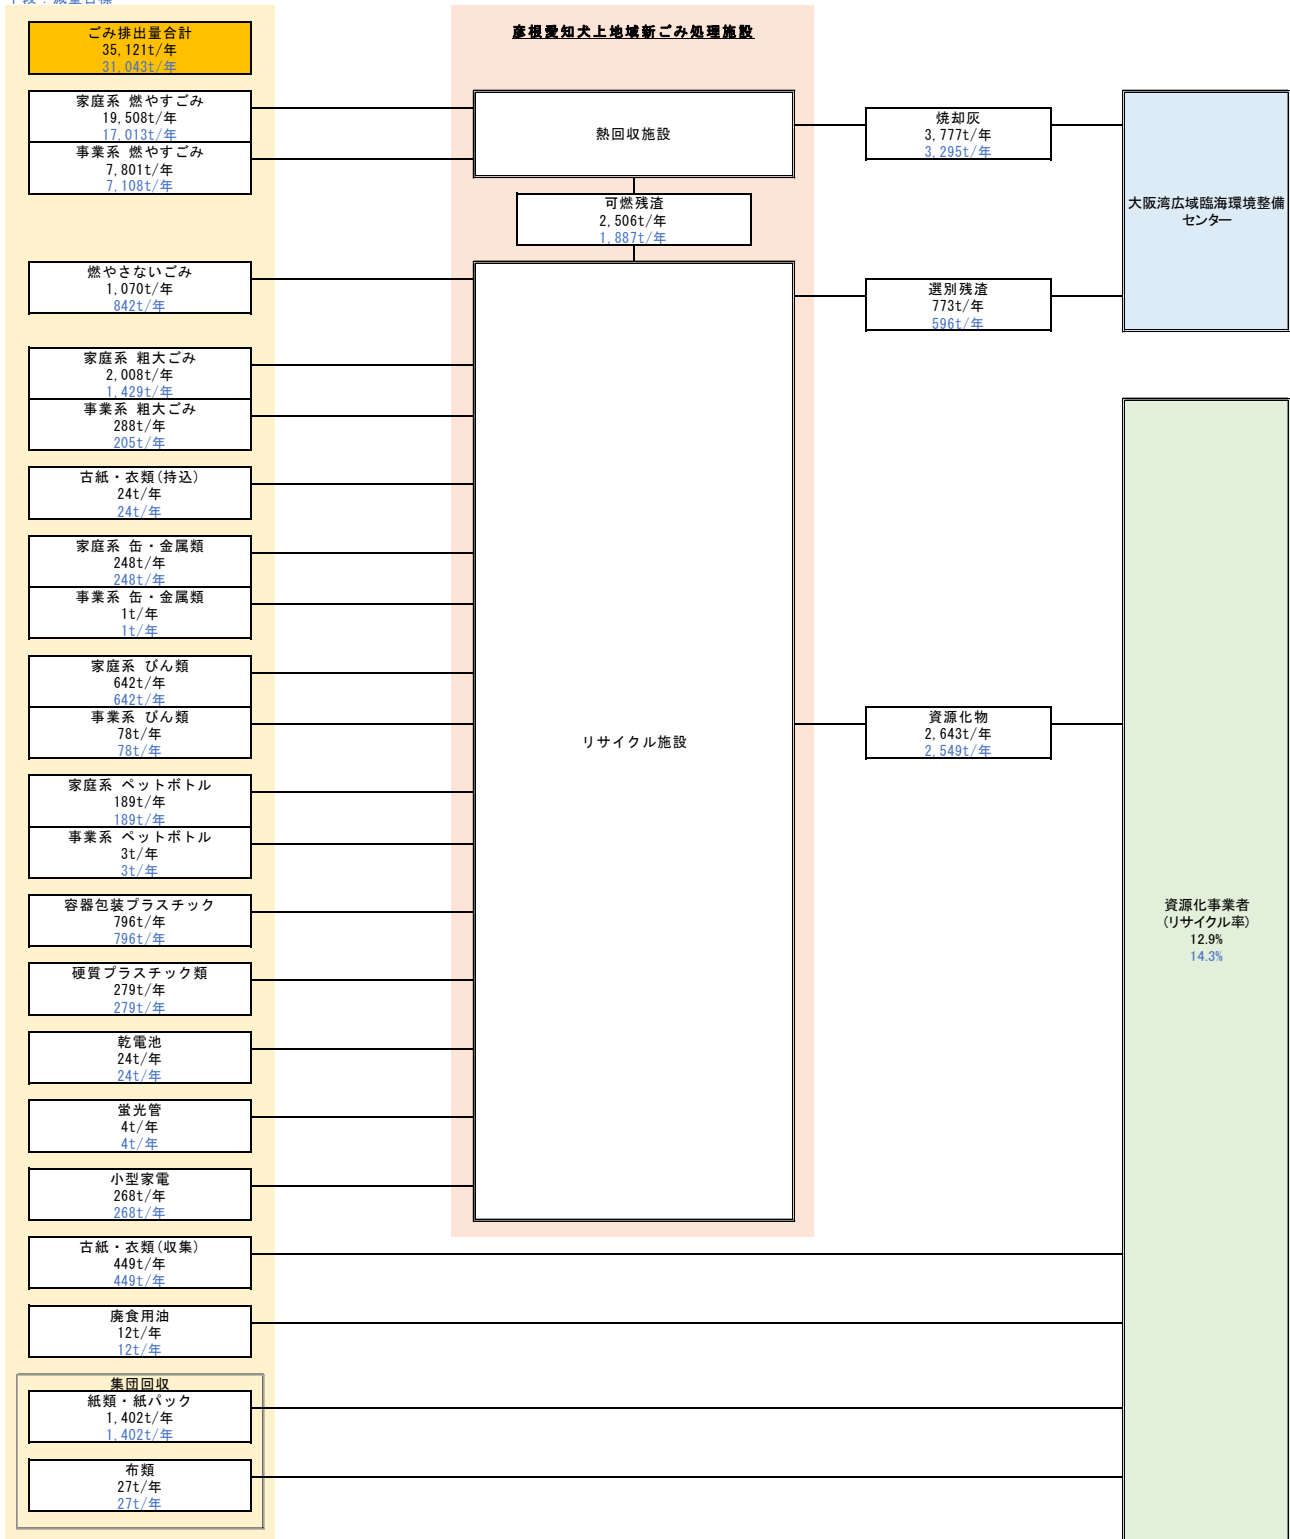 ごみ排出量合計
35,121t/年
31,043t/年
彦根愛知犬上地域新ごみ処理施設
家庭系 燃やすごみ
19,508t/年
17,013t/年
事業系 燃やすごみ
7,801t/年
7,108t/年
熱回収施設
焼却灰
3,777t/年
3,295t/年
大阪湾広域臨海環境整備
センター
可燃残渣
2,506t/年
1,887t/年
燃やさないごみ
1,070t/年
842t/年
選別残渣
773t/年
596t/年
家庭系 粗大ごみ
2,008t/年
1,429t/年
事業系 粗大ごみ
288t/年
205t/年
古紙・衣類(持込)
24t/年
24t/年
家庭系 缶・金属類
248t/年
248t/年
事業系 缶・金属類
1t/年
1t/年
家庭系 びん類
642t/年
642t/年
事業系 びん類
78t/年
78t/年
リサイクル施設
資源化物
2,643t/年
2,549t/年
家庭系 ペットボトル
189t/年
189t/年
事業系 ペットボトル
3t/年
3t/年
容器包装プラスチック
796t/年
796t/年
資源化事業者
(リサイクル率)
12.9%
14.3%
硬質プラスチック類
279t/年
279t/年
乾電池
24t/年
24t/年
蛍光管
4t/年
4t/年
小型家電
268t/年
268t/年
古紙・衣類(収集)
449t/年
449t/年
廃食用油
12t/年
12t/年
集団回収
紙類・紙パック
1,402t/年
1,402t/年
布類
27t/年
27t/年